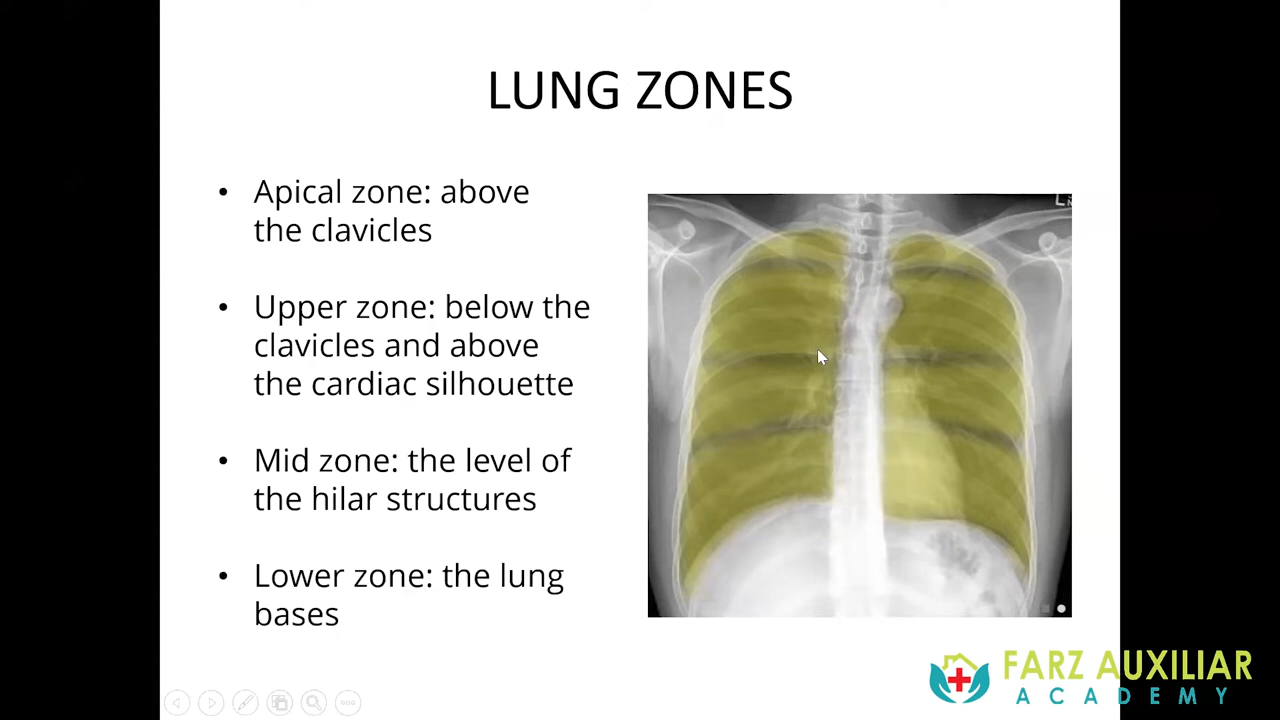 LUNG ZONES
• Apical zone: above
the clavicles
• Upper zone: below the
clavicles and above
the cardiac silhouette
• Mid zone: the level of
the hilar structures
• Lower zone: the lung
bases
FARZ AUXILIAR
ACADEMY